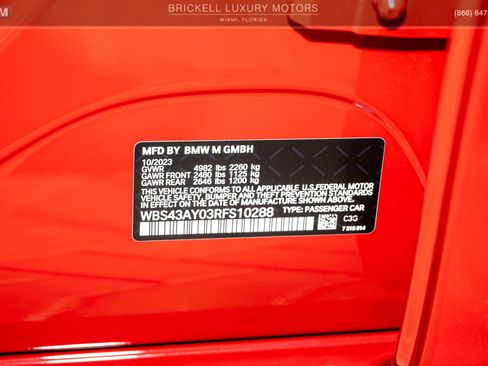 M
BRICKELL LUXURY MOTORS
MIAMI, FLORIDA
(866) 647
MFD BY BMW M GMBH
10/2023
GVWR 4982 lbs 2260 kg
GAWR FRONT 2480 lbs 1125 kg
GAWR REAR 2646 lbs 1200 kg
THIS VEHICLE CONFORMS TO ALL APPLICABLE U.S. FEDERAL MOTOR
VEHICLE SAFETY, BUMPER AND THEFT PREVENTION STANDARDS
IN EFFECT ON THE DATE OF MANUFACTURE SHOWN ABOVE.
WBS43AY03RFS10288 TYPE: PASSENGER CAR
C3G
7 316 814